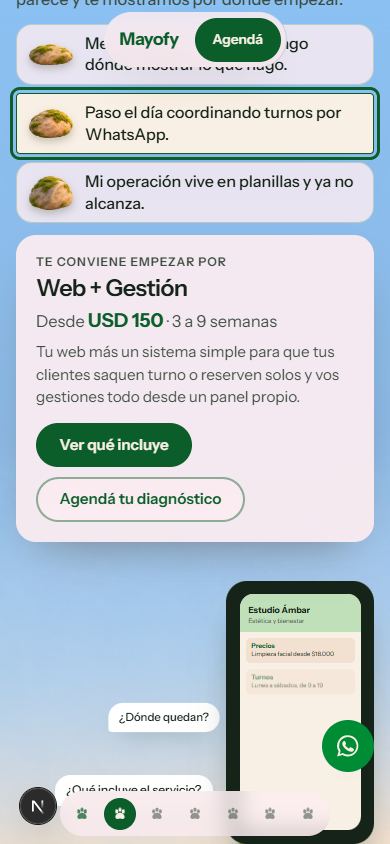 parece y te mostramos por dónde empezar.
Mayofy
Agendá
dónde mostrar lo que hago.
Paso el día coordinando turnos por
WhatsApp.
Mi operación vive en planillas y ya no
alcanza.
TE CONVIENE EMPEZAR POR
Web + Gestión
Desde USD 150 · 3 a 9 semanas
Tu web más un sistema simple para que tus
clientes saquen turno o reserven solos y vos
gestiones todo desde un panel propio.
Ver qué incluye
Agendá tu diagnóstico
Estudio Ámbar
Estética y bienestar
Precios
Limpieza facial desde $18.000
Turnos
Lunes a sábados, de 9 a 19
¿Dónde quedan?
¿Qué incluye el servicio?
N